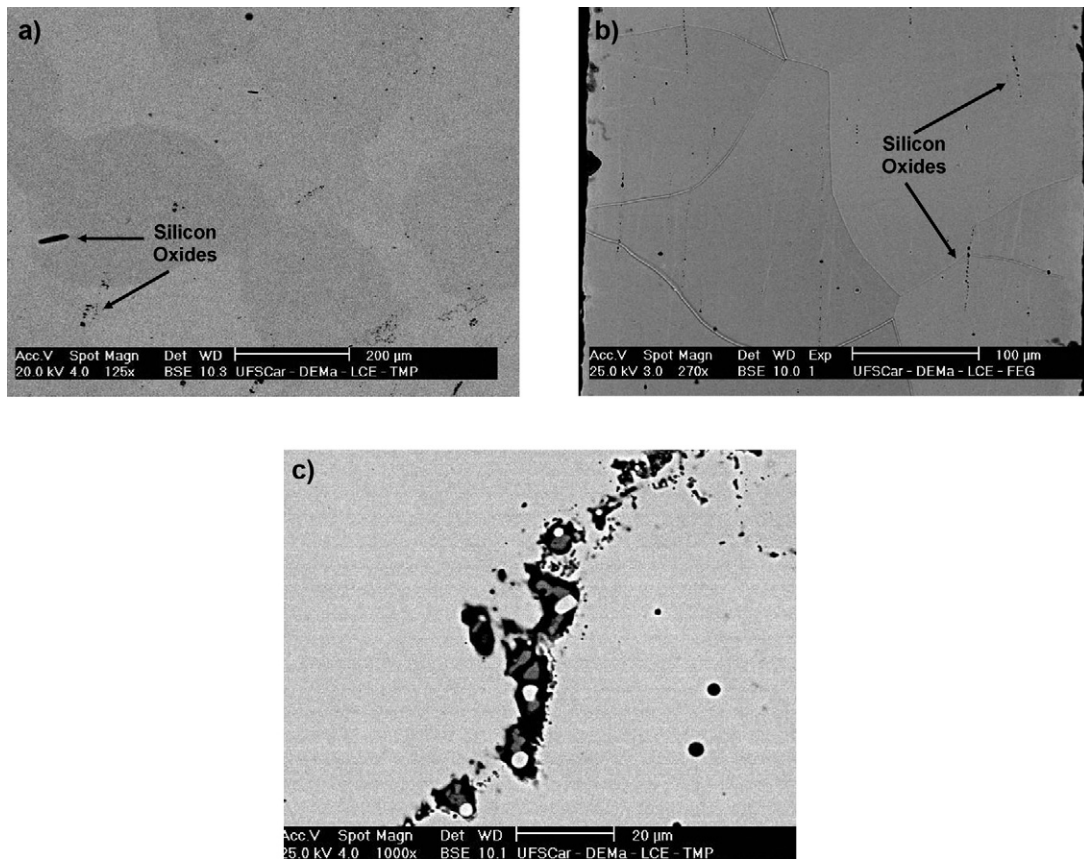 a)
Silicon
Oxides
Acc.V Spot Magn Det WD 200 µm
20.0 kV 4.0 125x BSE 10.3 UFSCar - DEMa - LCE - TMP
b)
Silicon
Oxides
Acc.V Spot Magn Det WD Exp 100 µm
25.0 kV 3.0 270x BSE 10.0 1 UFSCar - DEMa - LCE - FEG
c)
Acc.V Spot Magn Det WD 20 µm
25.0 kV 4.0 1000x BSE 10.1 UFSCar - DEMa - LCE - TMP